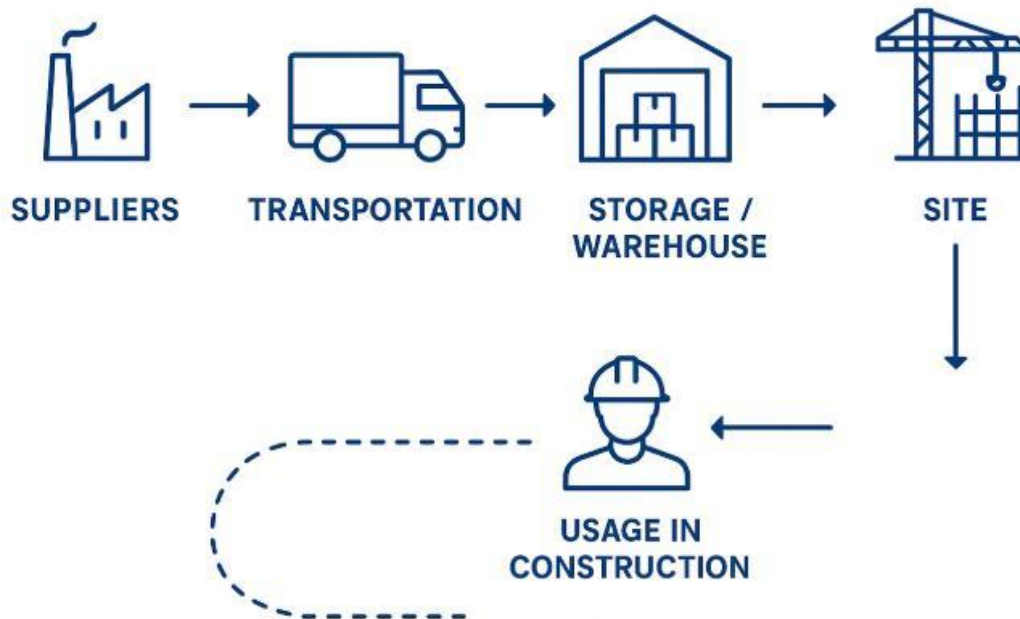 SUPPLIERS
TRANSPORTATION
STORAGE /
WAREHOUSE
SITE
USAGE IN
CONSTRUCTION